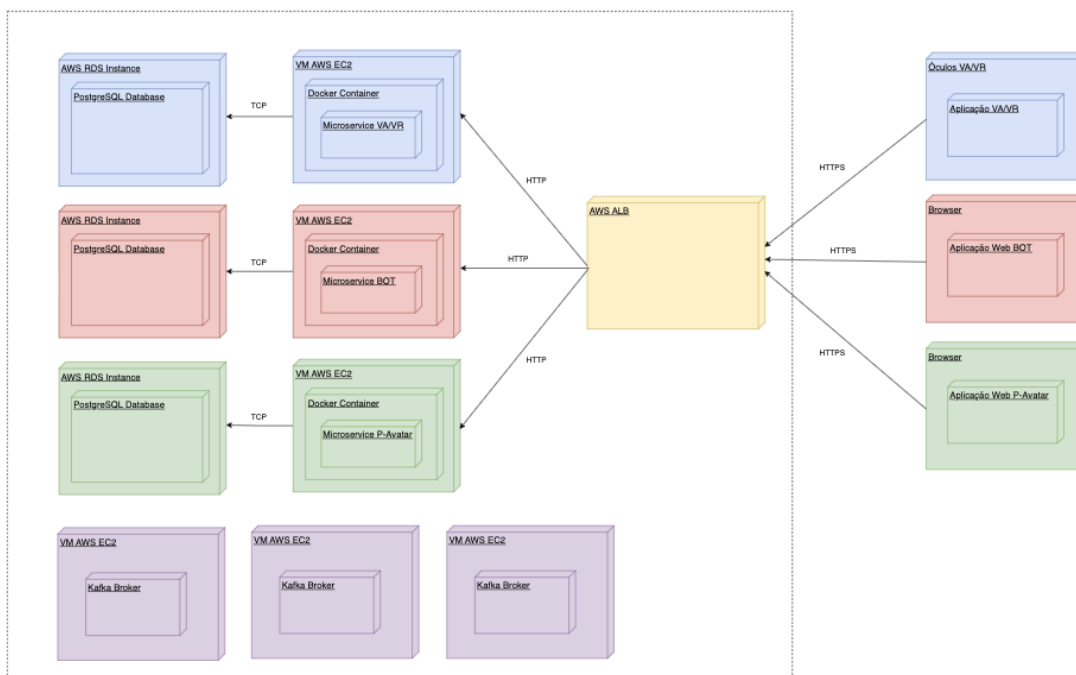 AWS RDS Instance
PostgreSQL Database
TCP
VM AWS EC2
Docker Container
Microservice VA/VR
HTTP
Óculos VA/VR
Aplicação VA/VR
HTTPS
AWS RDS Instance
PostgreSQL Database
TCP
VM AWS EC2
Docker Container
Microservice BOT
HTTP
AWS ALB
HTTPS
Browser
Aplicação Web BOT
AWS RDS Instance
PostgreSQL Database
TCP
VM AWS EC2
Docker Container
Microservice P-Avatar
HTTP
HTTPS
Browser
Aplicação Web P-Avatar
VM AWS EC2
Kafka Broker
VM AWS EC2
Kafka Broker
VM AWS EC2
Kafka Broker